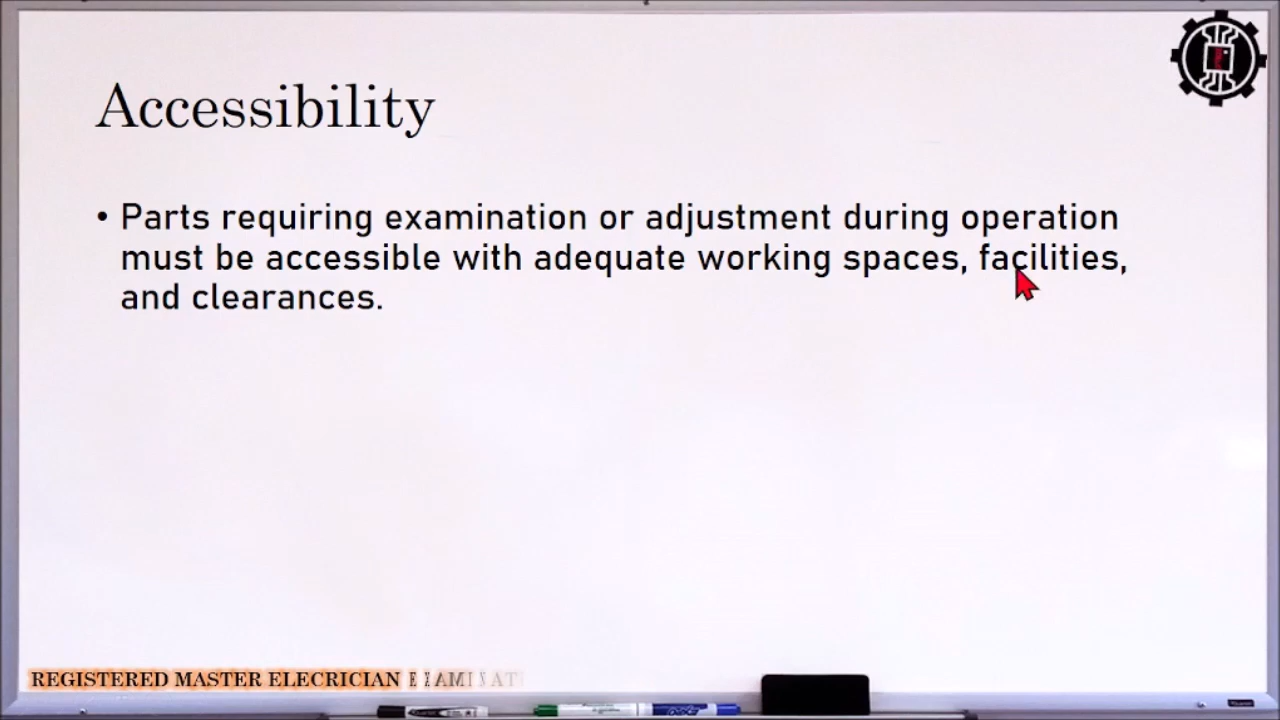 Accessibility
• Parts requiring examination or adjustment during operation
must be accessible with adequate working spaces, facilities,
and clearances.
REGISTERED MASTER ELECRICIAN